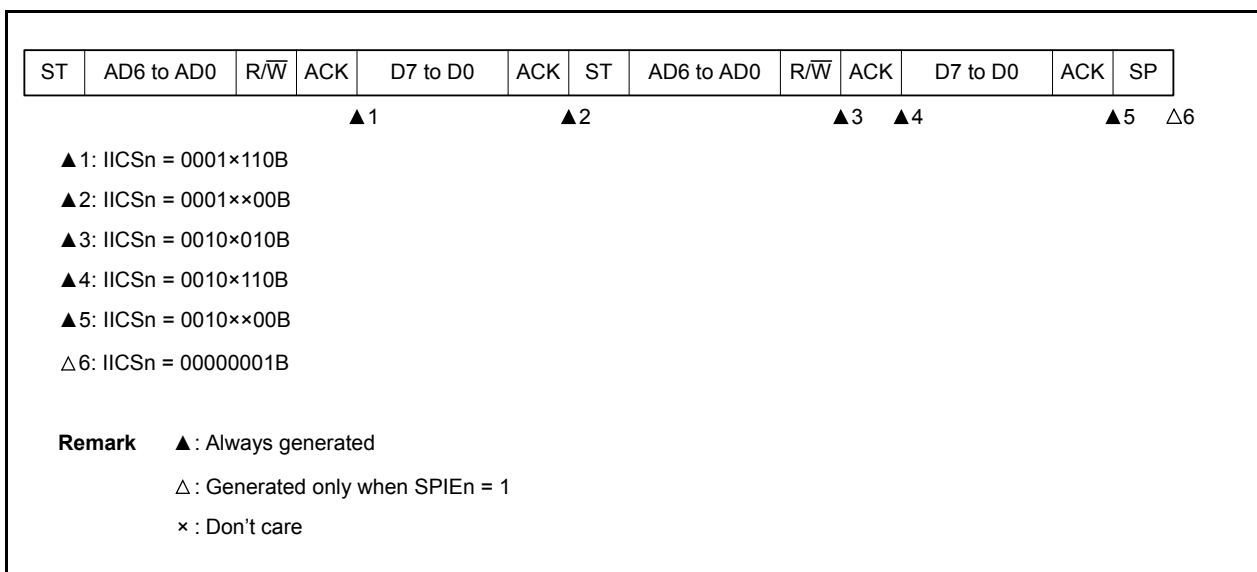 ST AD6 to AD0 R/W̅ ACK D7 to D0 ACK ST AD6 to AD0 R/W̅ ACK D7 to D0 ACK SP
▲1 ▲2 ▲3 ▲4 ▲5 △6
▲1: IICSn = 0001×110B
▲2: IICSn = 0001××00B
▲3: IICSn = 0010×010B
▲4: IICSn = 0010×110B
▲5: IICSn = 0010××00B
△6: IICSn = 00000001B
Remark ▲: Always generated
△: Generated only when SPIEn = 1
×: Don't care